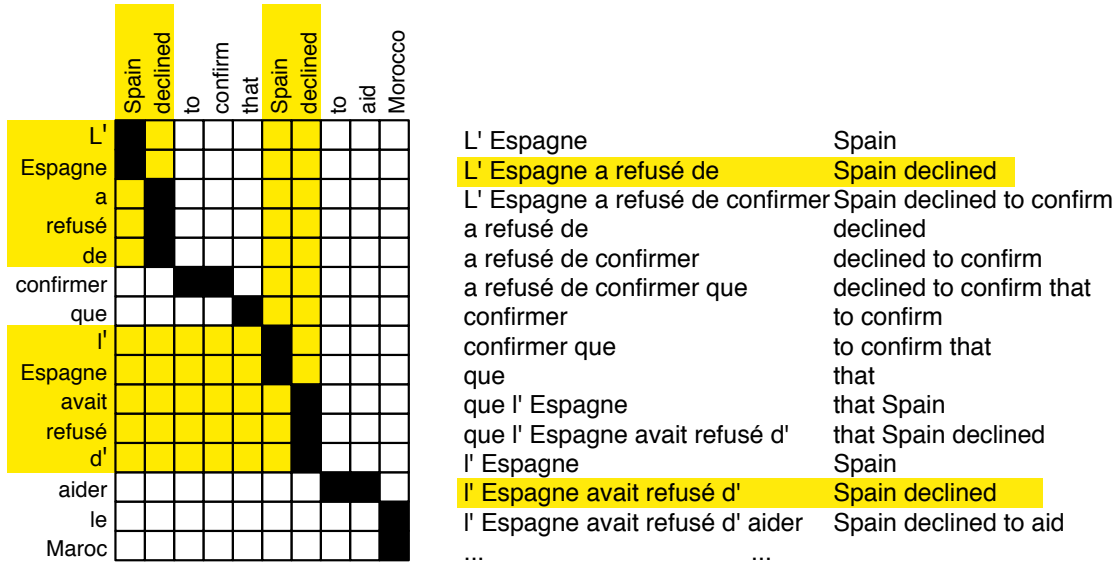 Spain
declined
to
confirm
that
Spain
declined
to
aid
Morocco
L'
Espagne
a
refusé
de
confirmer
que
l'
Espagne
avait
refusé
d'
aider
le
Maroc
L' Espagne Spain
L' Espagne a refusé de Spain declined
L' Espagne a refusé de confirmer Spain declined to confirm
a refusé de declined
a refusé de confirmer declined to confirm
a refusé de confirmer que declined to confirm that
confirmer to confirm
confirmer que to confirm that
que that
que l' Espagne that Spain
que l' Espagne avait refusé d' that Spain declined
l' Espagne Spain
l' Espagne avait refusé d' Spain declined
l' Espagne avait refusé d' aider Spain declined to aid
... ...